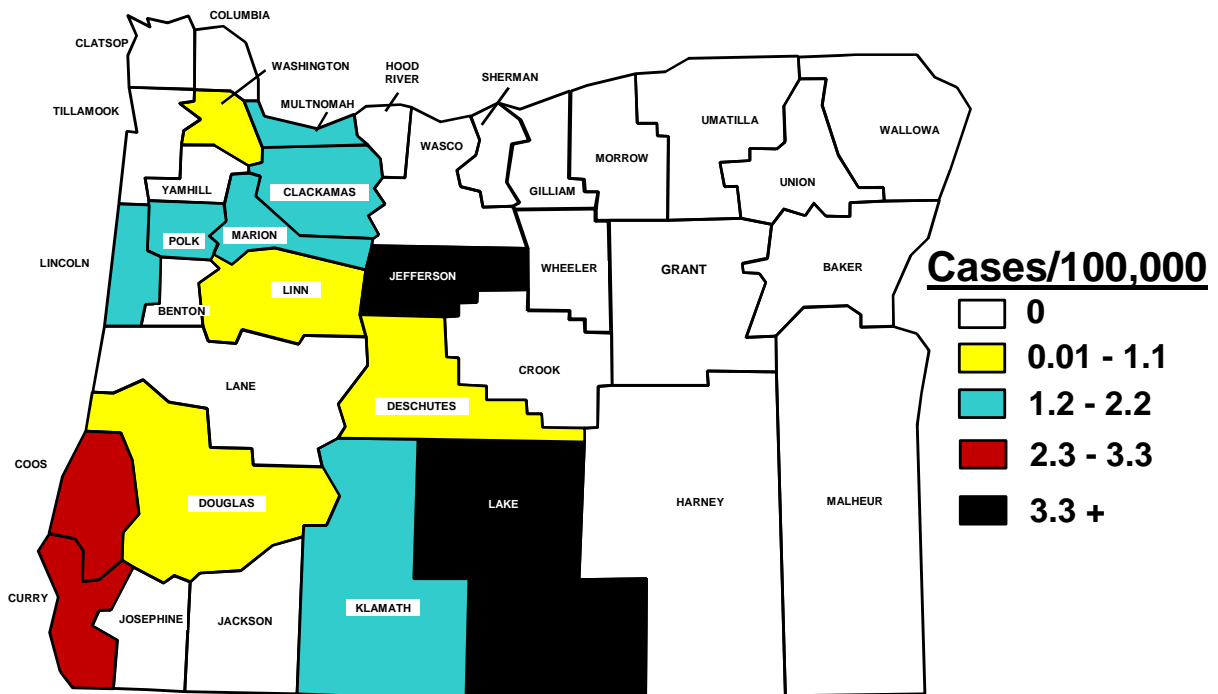 COLUMBIA
CLATSOP
WASHINGTON
HOOD
RIVER
SHERMAN
TILLAMOOK
MULTNOMAH
UMATILLA
WALLOWA
WASCO
MORROW
YAMHILL
CLACKAMAS
GILLIAM
UNION
POLK
MARION
LINCOLN
JEFFERSON
WHEELER
GRANT
BAKER
LINN
BENTON
LANE
CROOK
DESCHUTES
COOS
DOUGLAS
LAKE
HARNEY
MALHEUR
CURRY
JOSEPHINE
JACKSON
KLAMATH
Cases/100,000
0
0.01 - 1.1
1.2 - 2.2
2.3 - 3.3
3.3 +